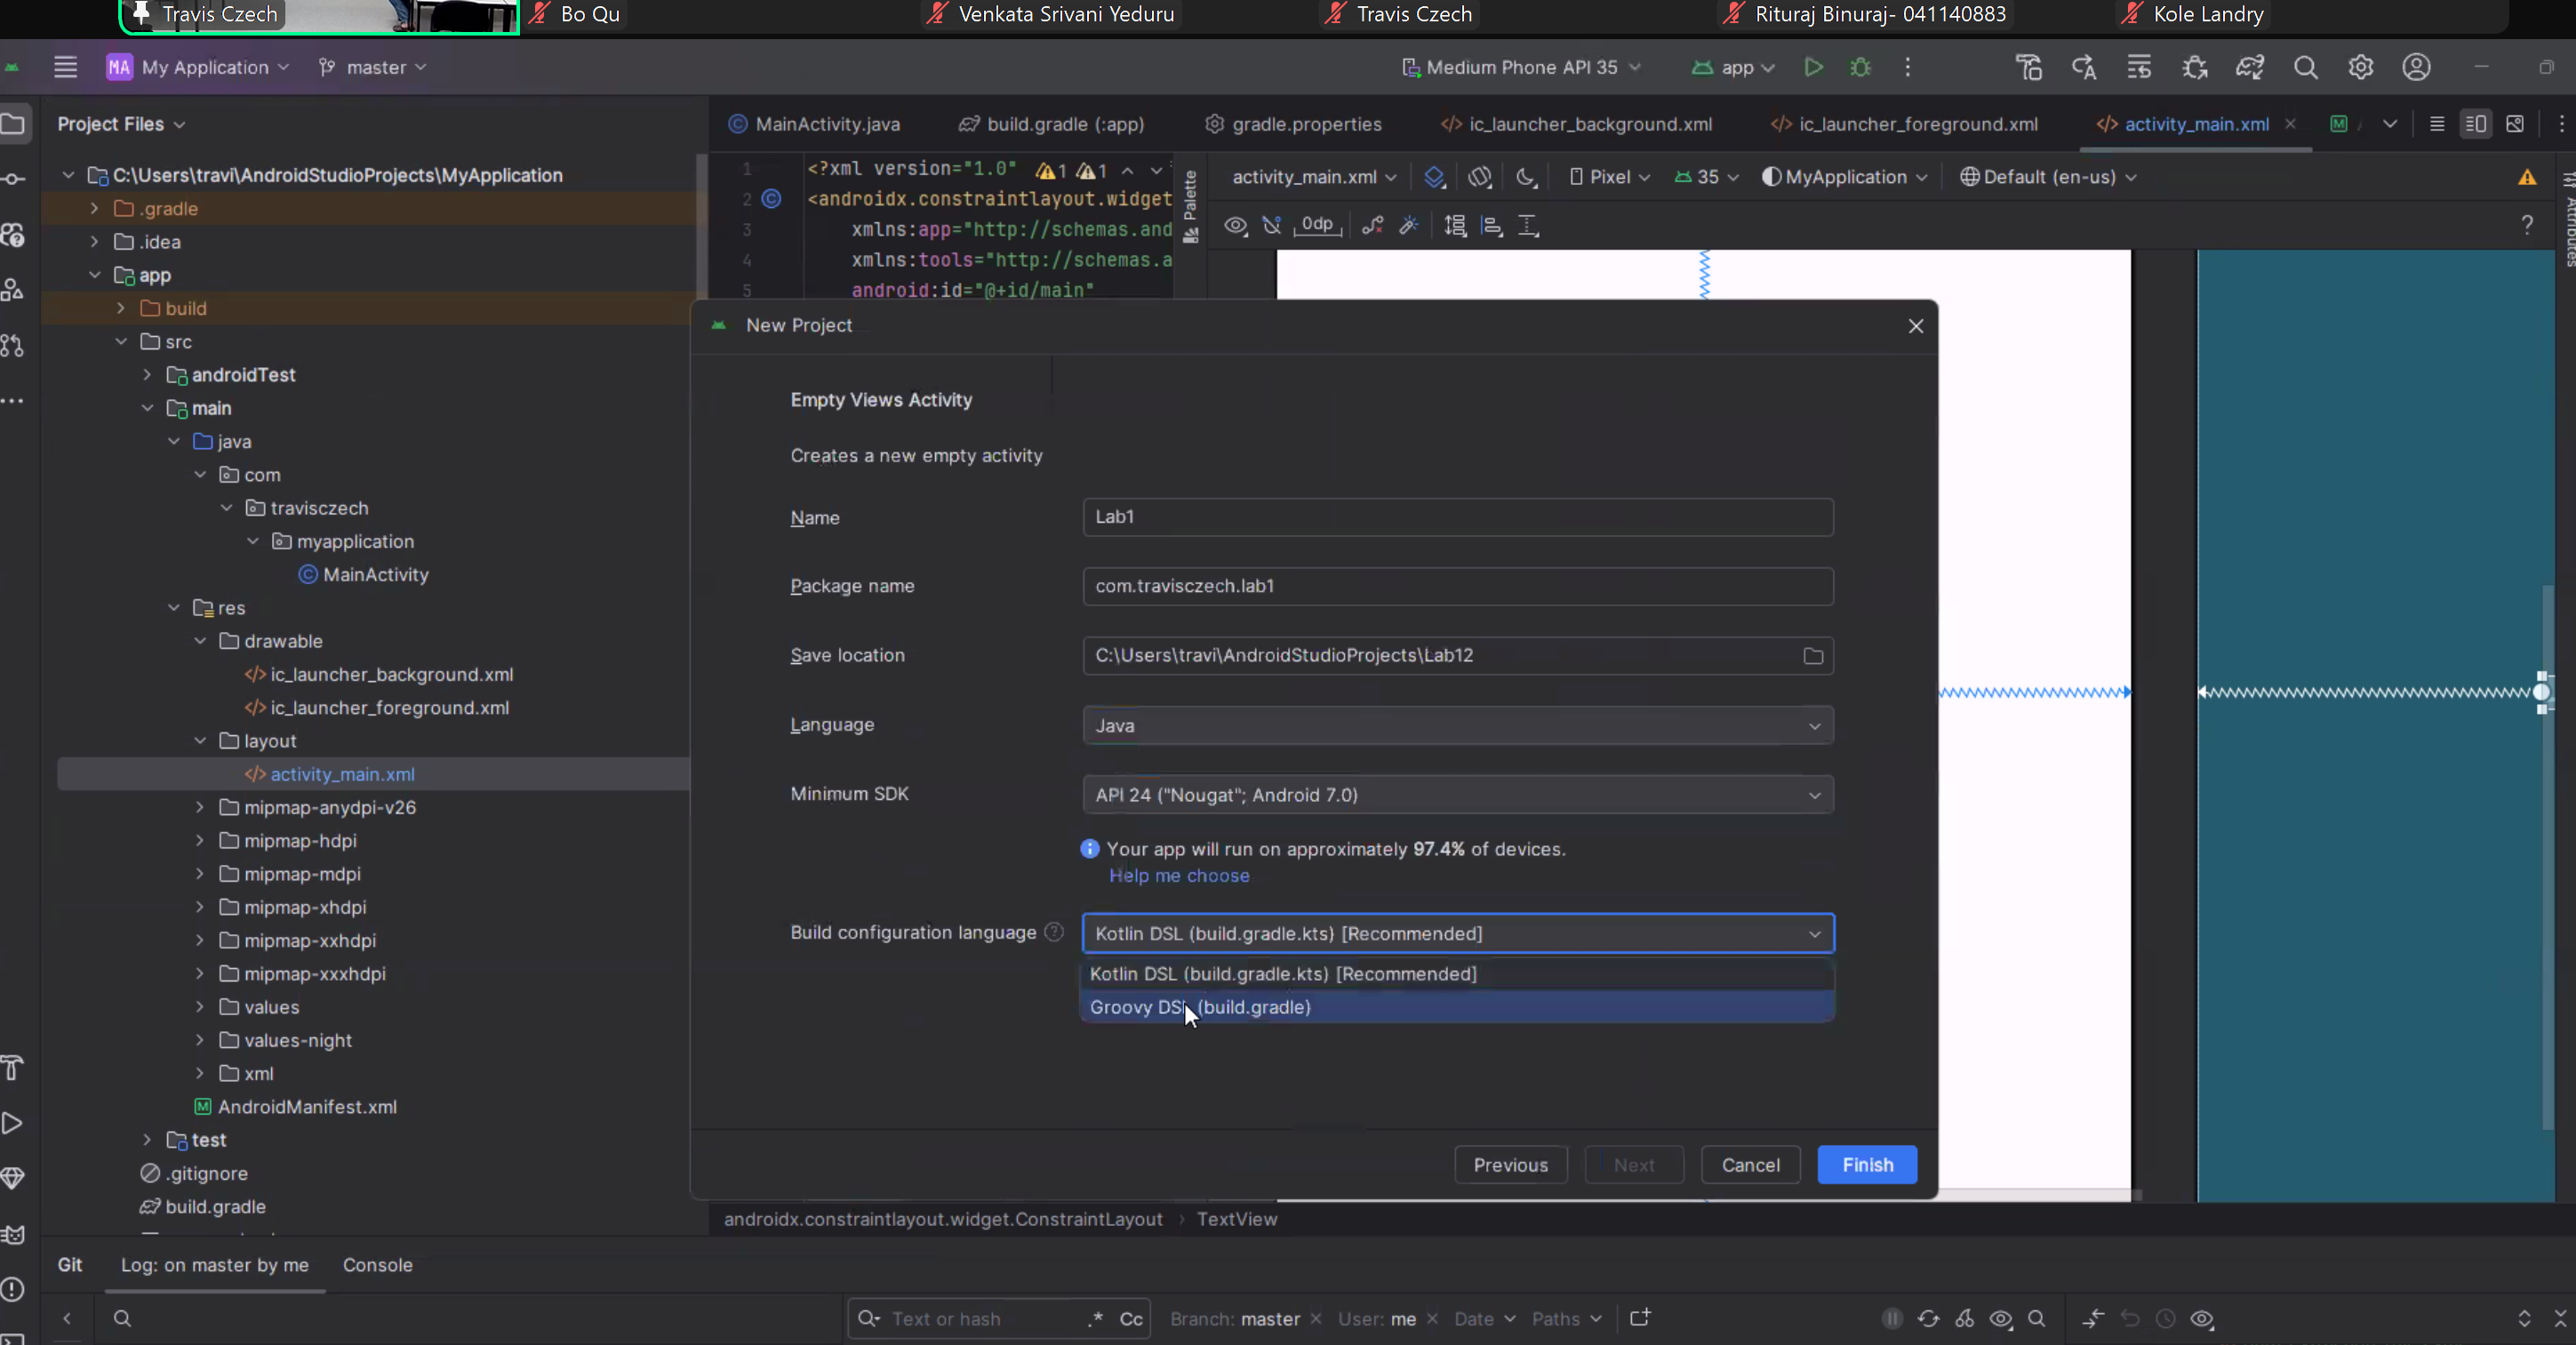 Travis Czech
Bo Qu
Venkata Srivani Yeduru
Travis Czech
Rituraj Binuraj- 041140883
Kole Landry
MA My Application
master
Medium Phone API 35
app
Project Files
MainActivity.java
build.gradle (:app)
gradle.properties
ic_launcher_background.xml
ic_launcher_foreground.xml
activity_main.xml
C:\Users\travi\AndroidStudioProjects\MyApplication
.gradle
.idea
app
build
src
androidTest
main
java
com
travisczech
myapplication
MainActivity
res
drawable
ic_launcher_background.xml
ic_launcher_foreground.xml
layout
activity_main.xml
mipmap-anydpi-v26
mipmap-hdpi
mipmap-mdpi
mipmap-xhdpi
mipmap-xxhdpi
mipmap-xxxhdpi
values
values-night
xml
AndroidManifest.xml
test
.gitignore
build.gradle
1 <?xml version="1.0" 1 1
2 <androidx.constraintlayout.widget
3 xmlns:app="http://schemas.and
4 xmlns:tools="http://schemas.a
5 android:id="@+id/main"
Palette
activity_main.xml
Pixel
35
MyApplication
Default (en-us)
0dp
Attributes
New Project
Empty Views Activity
Creates a new empty activity
Name
Lab1
Package name
com.travisczech.lab1
Save location
C:\Users\travi\AndroidStudioProjects\Lab12
Language
Java
Minimum SDK
API 24 ("Nougat"; Android 7.0)
Your app will run on approximately 97.4% of devices.
Help me choose
Build configuration language
Kotlin DSL (build.gradle.kts) [Recommended]
Kotlin DSL (build.gradle.kts) [Recommended]
Groovy DSL (build.gradle)
Previous
Next
Cancel
Finish
androidx.constraintlayout.widget.ConstraintLayout
TextView
Git
Log: on master by me
Console
Text or hash
.*
Cc
Branch: master
User: me
Date
Paths